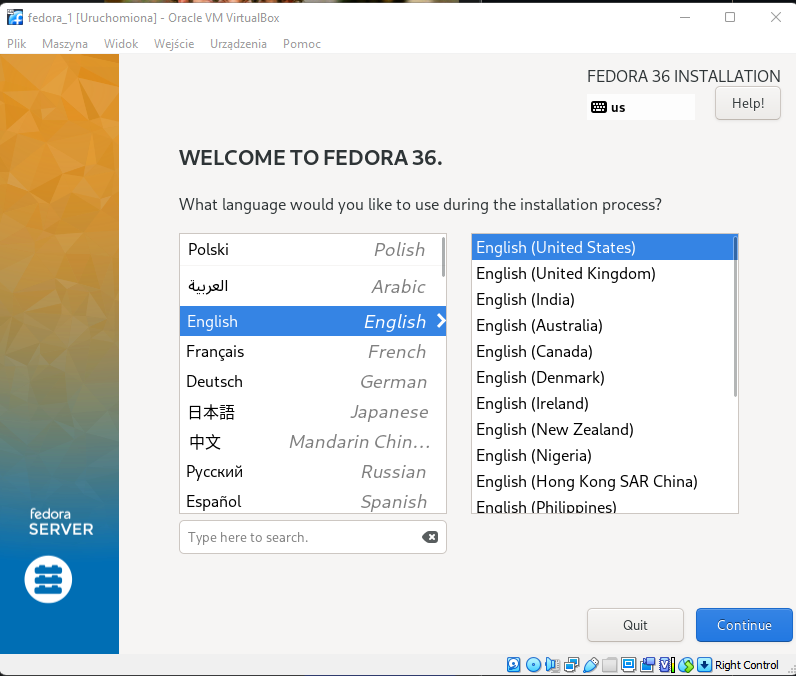 fedora_1 [Uruchomiona] - Oracle VM VirtualBox
Plik Maszyna Widok Wejście Urządzenia Pomoc
FEDORA 36 INSTALLATION
us
Help!
WELCOME TO FEDORA 36.
What language would you like to use during the installation process?
Polski Polish
العربية Arabic
English English
Français French
Deutsch German
日本語 Japanese
中文 Mandarin Chin...
Русский Russian
Español Spanish
Type here to search.
English (United States)
English (United Kingdom)
English (India)
English (Australia)
English (Canada)
English (Denmark)
English (Ireland)
English (New Zealand)
English (Nigeria)
English (Hong Kong SAR China)
English (Philippines)
fedora
SERVER
Quit
Continue
Right Control